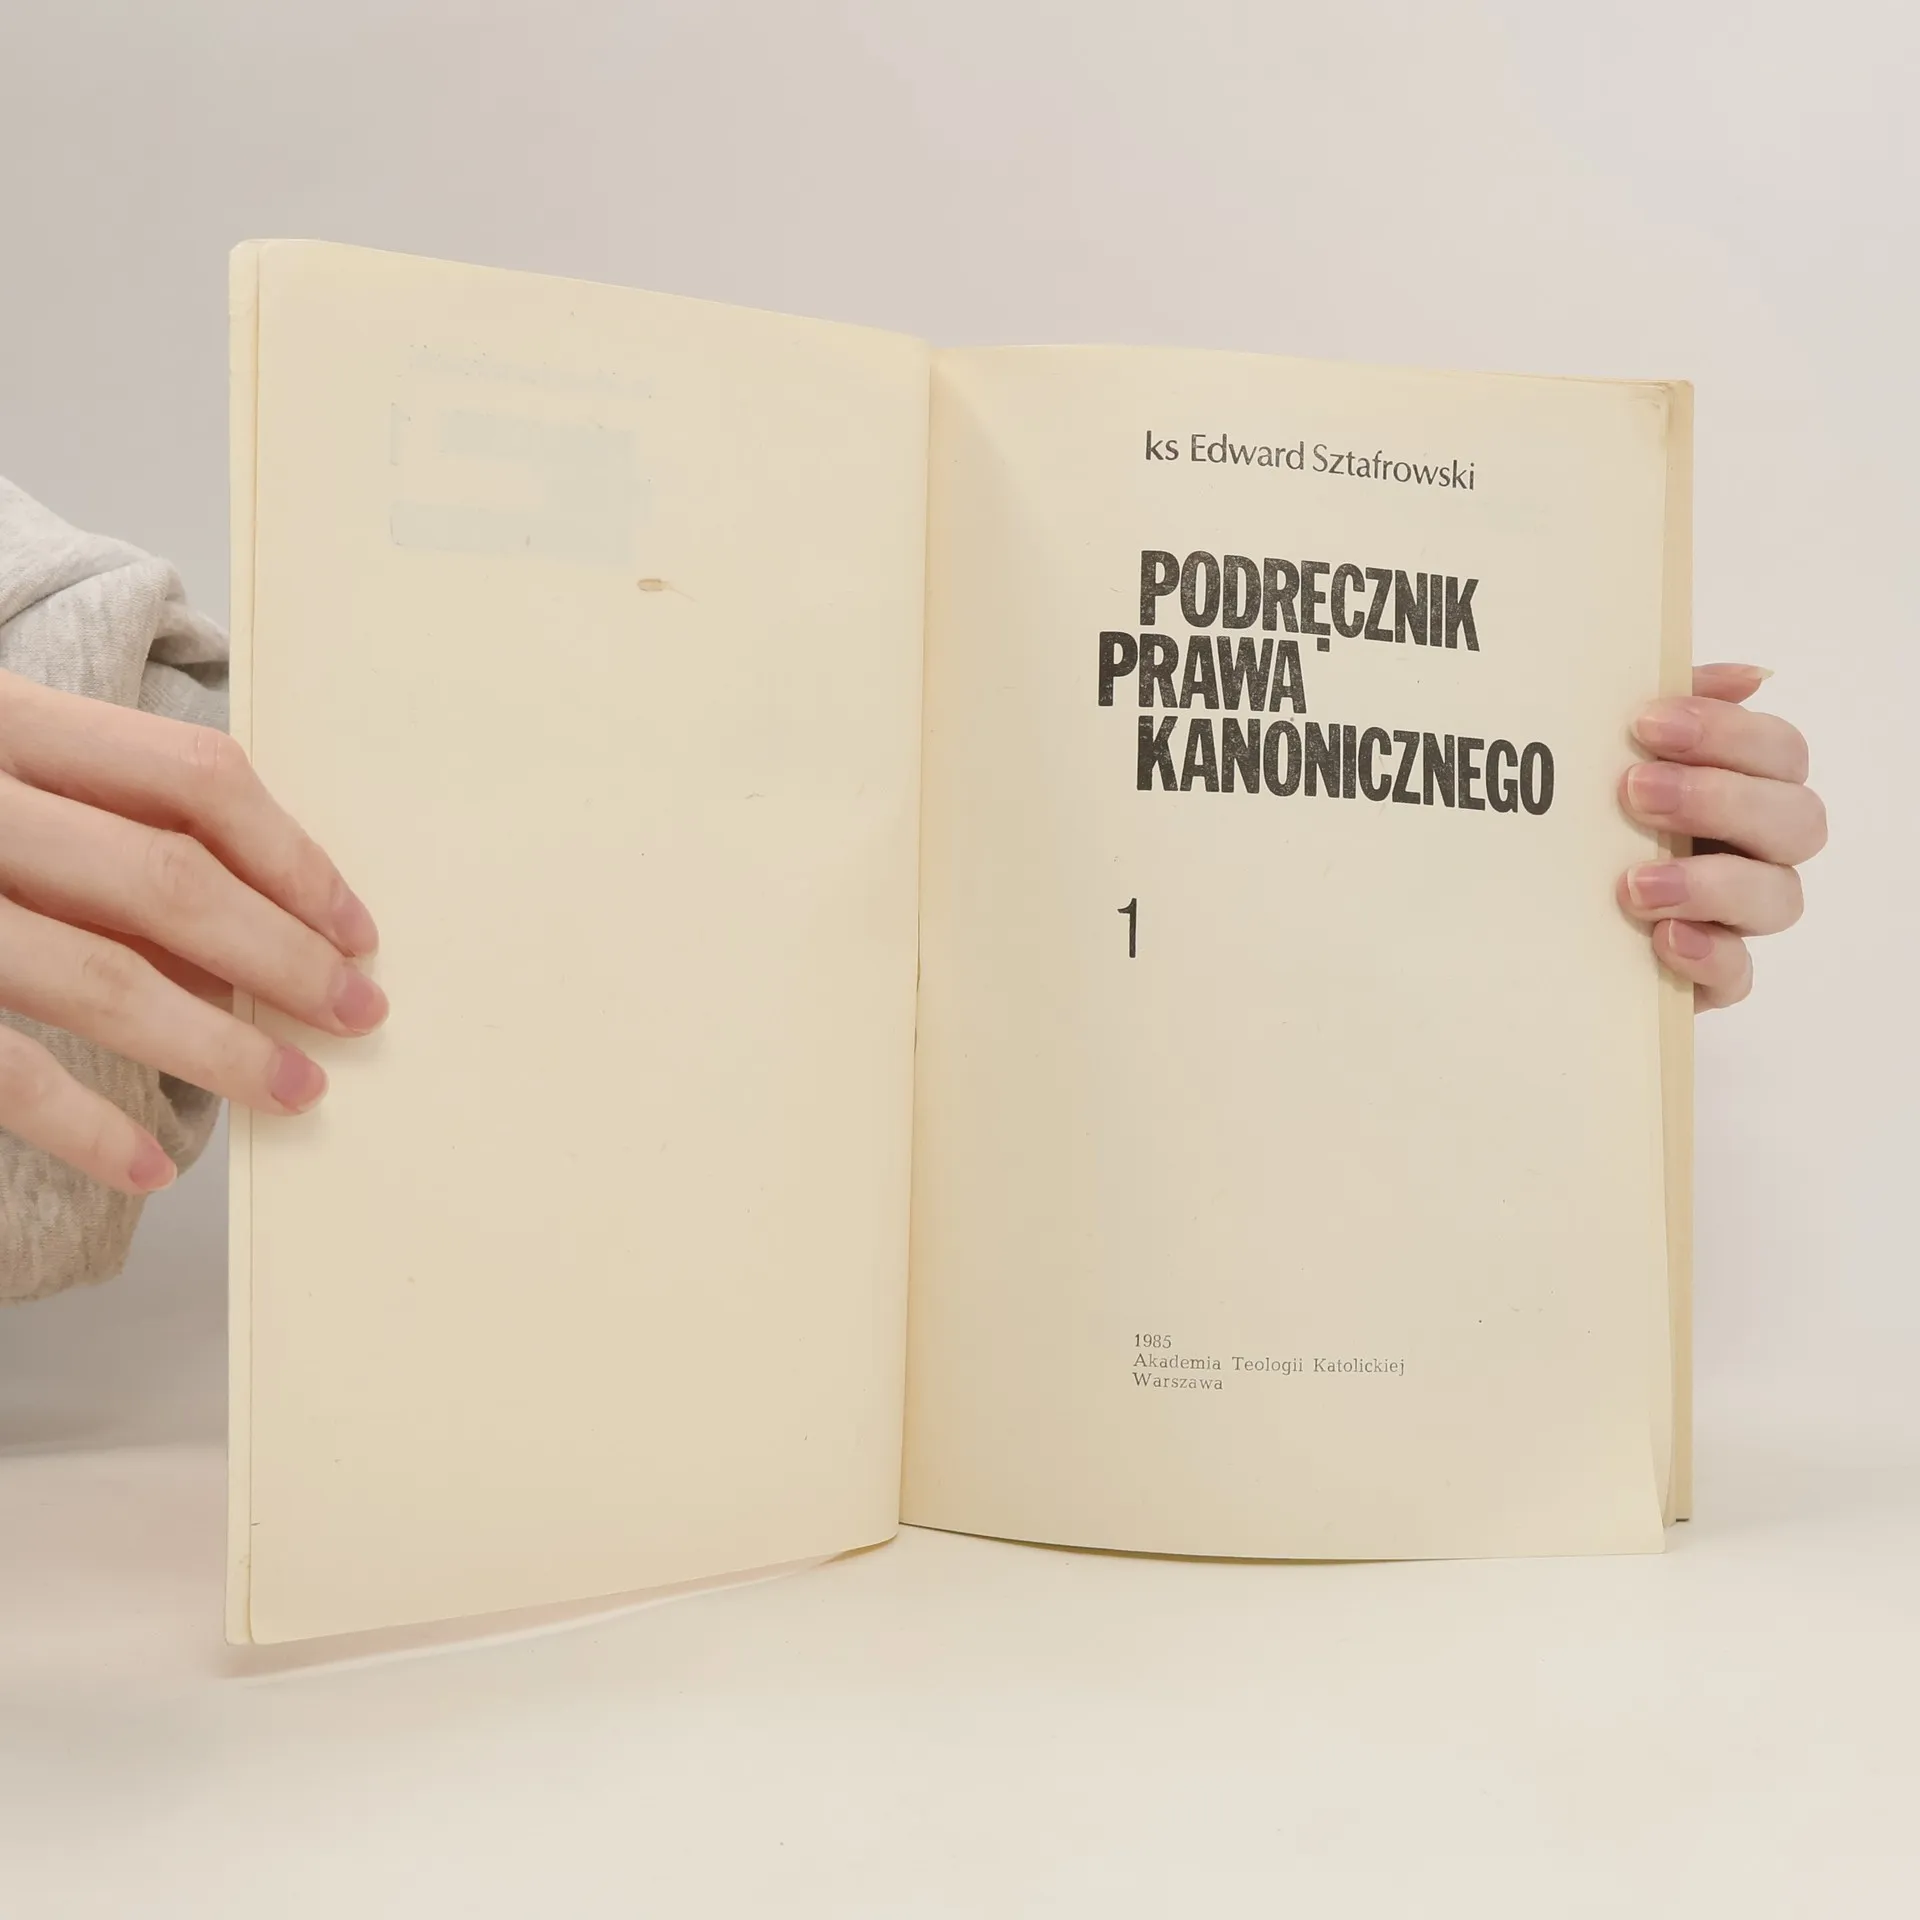 ks Edward Sztafrowski
PODRĘCZNIK
PRAWA
KANONICZNEGO
1
1985
Akademia Teologii Katolickiej
Warszawa